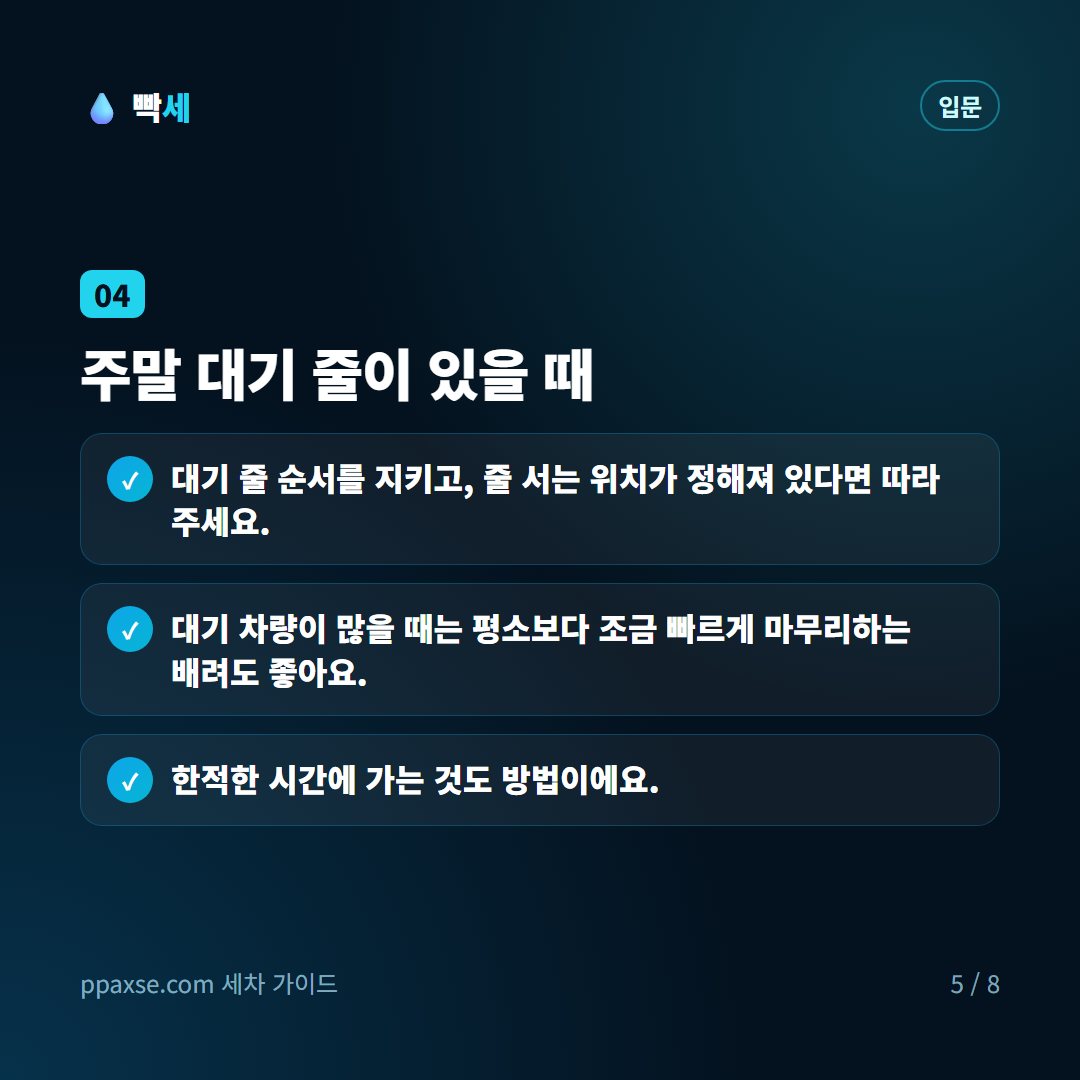 빡세
입문
04
주말 대기 줄이 있을 때
대기 줄 순서를 지키고, 줄 서는 위치가 정해져 있다면 따라
주세요.
대기 차량이 많을 때는 평소보다 조금 빠르게 마무리하는
배려도 좋아요.
한적한 시간에 가는 것도 방법이에요.
ppaxse.com 세차 가이드
5 / 8